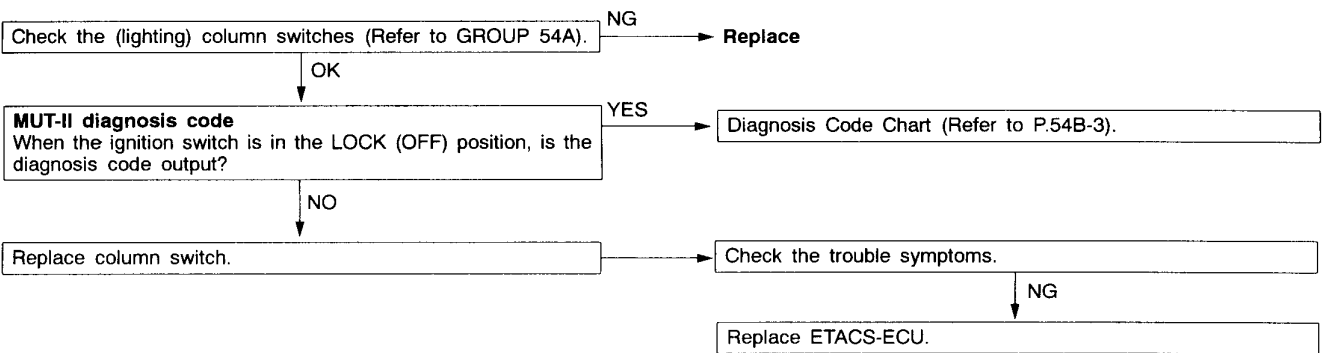 Check the (lighting) column switches (Refer to GROUP 54A).
NG
Replace
OK
MUT-II diagnosis code
When the ignition switch is in the LOCK (OFF) position, is the
diagnosis code output?
YES
Diagnosis Code Chart (Refer to P.54B-3).
NO
Replace column switch.
Check the trouble symptoms.
NG
Replace ETACS-ECU.